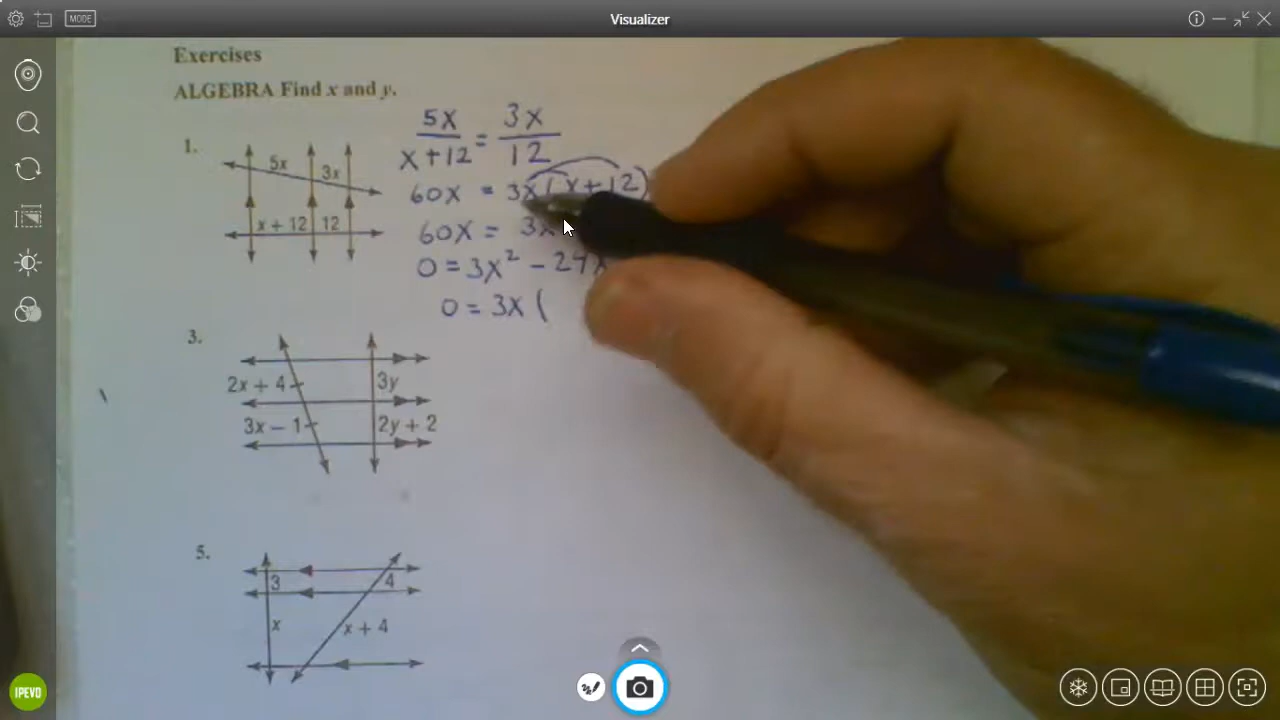 MODE
Visualizer
Exercises
ALGEBRA Find x and y.
1.
5x
3x
x + 12
12
5x/x+12 = 3x/12
60x = 3x(x+12)
60x = 3x
0 = 3x² - 24x
0 = 3x(
3.
2x + 4
3y
3x − 1
2y + 2
5.
3
4
x
x + 4
IPEVO